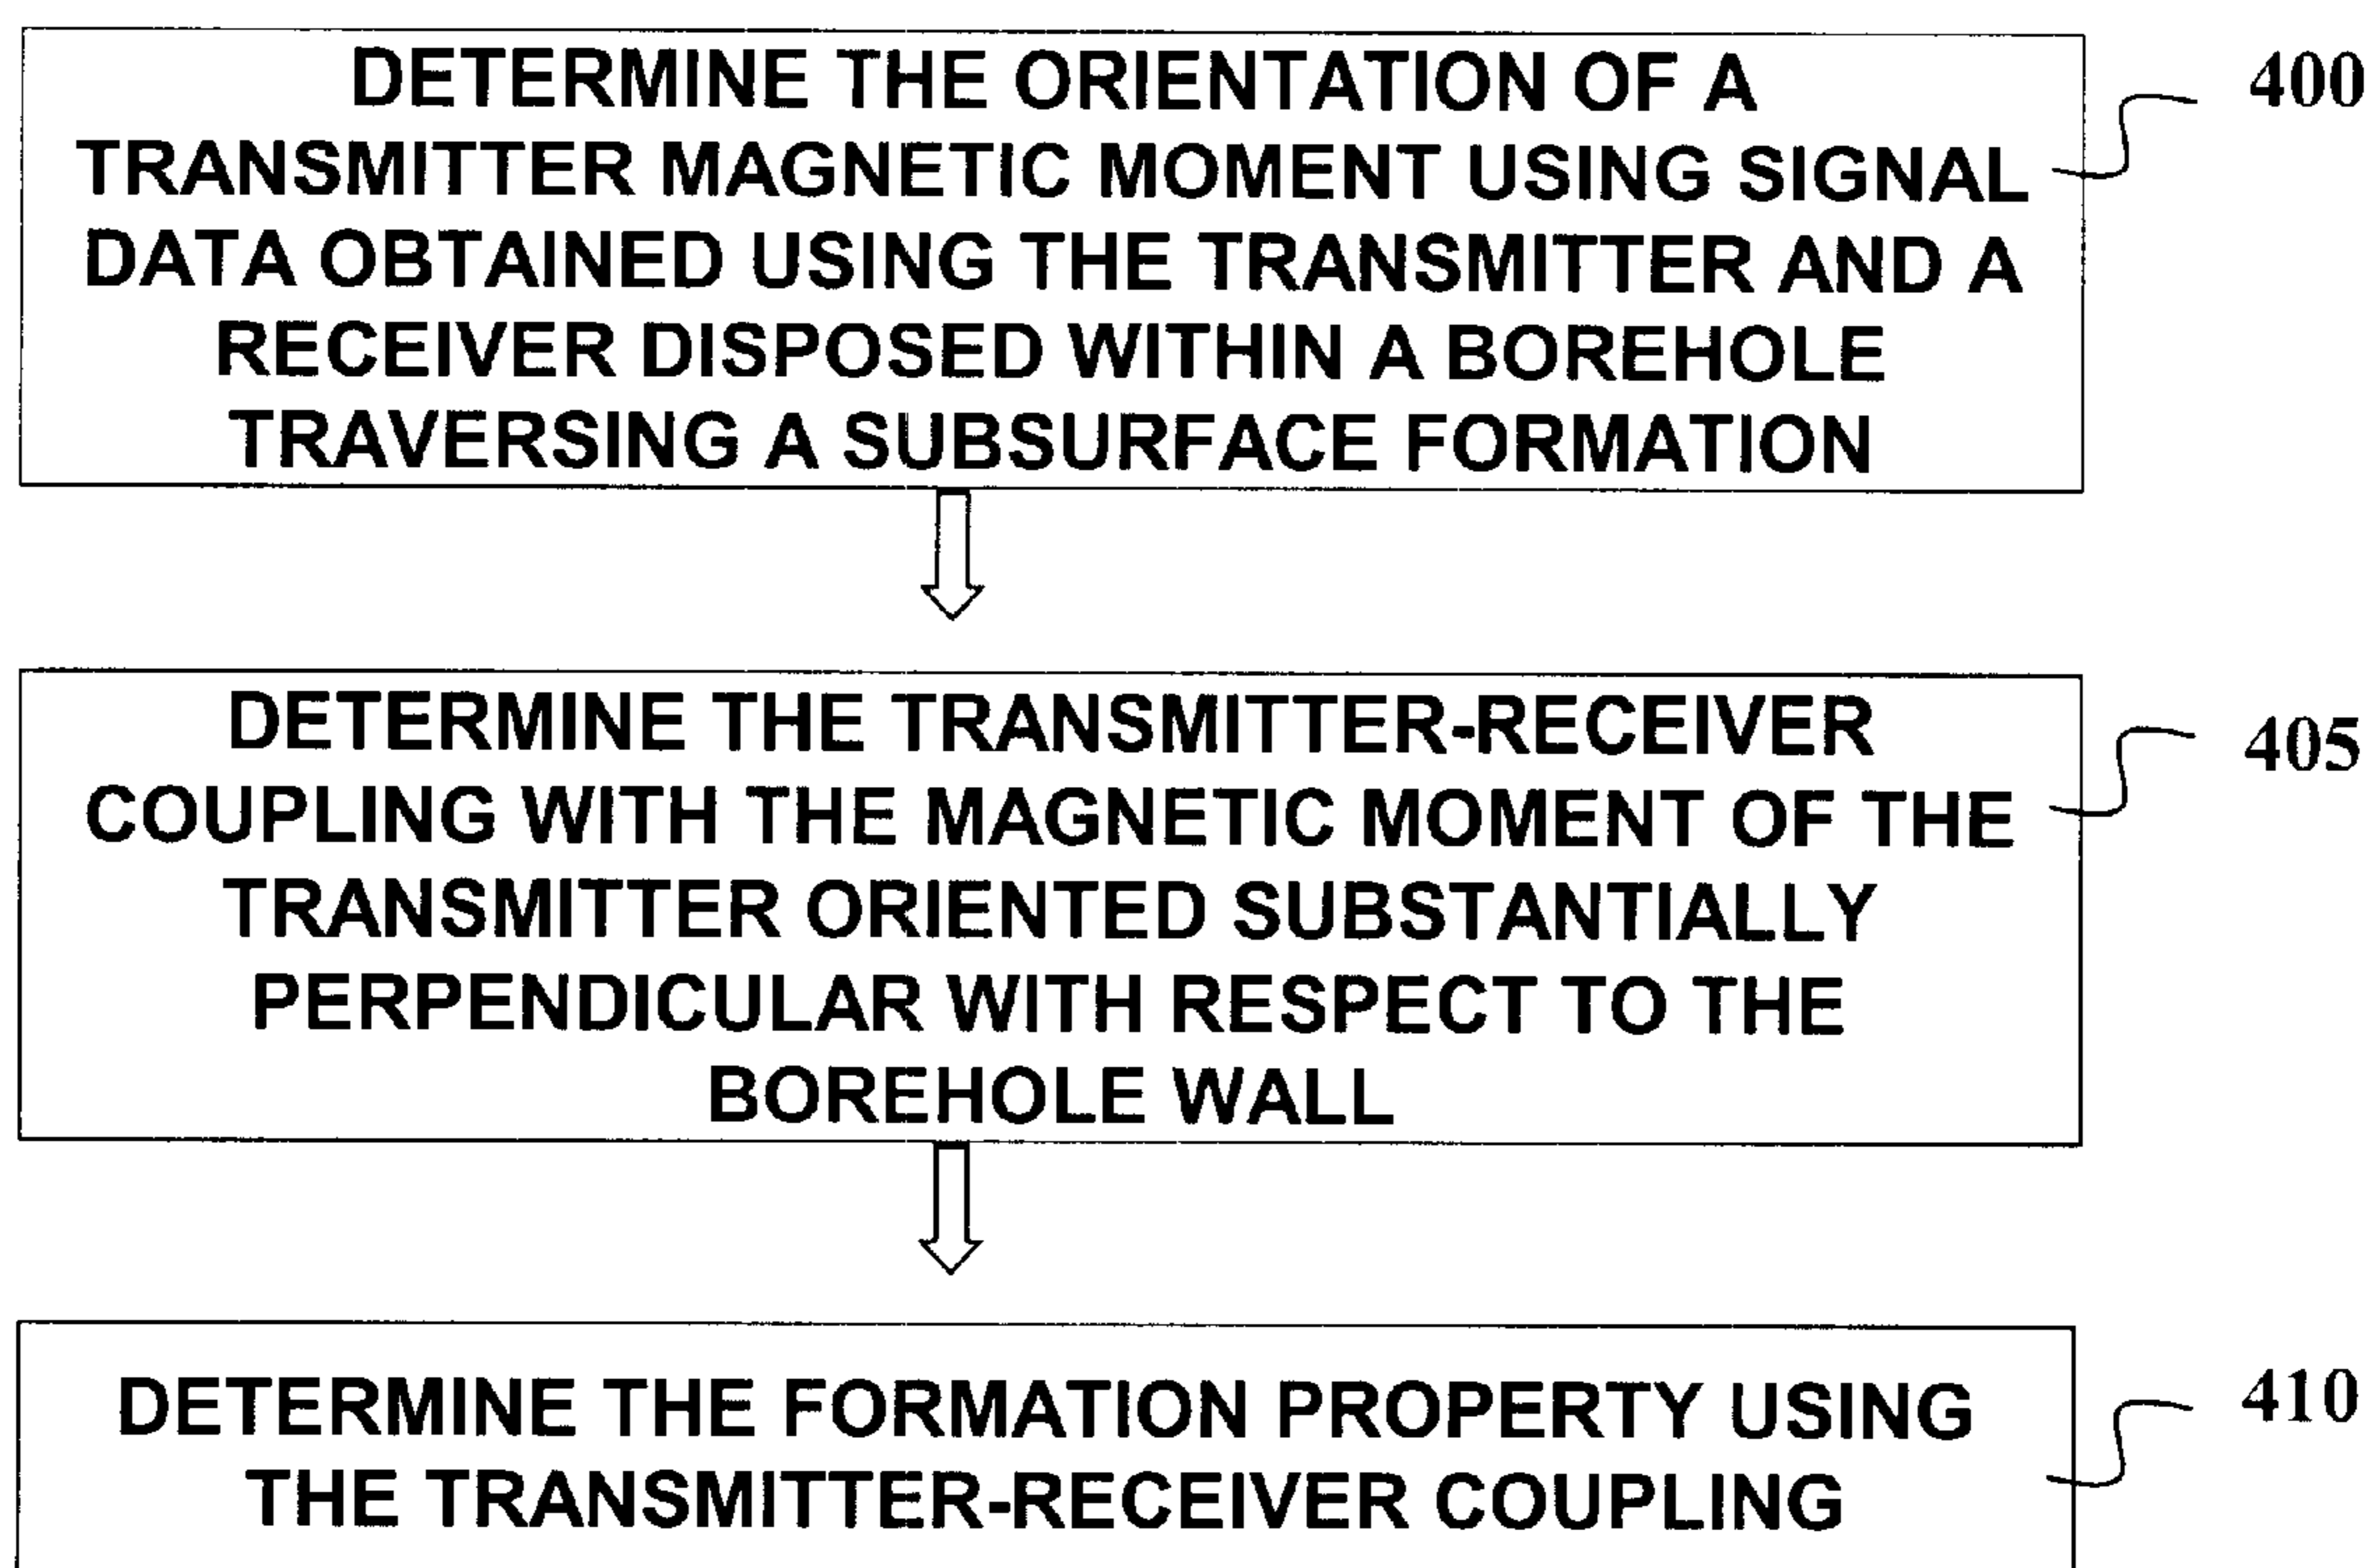 DETERMINE THE ORIENTATION OF A
TRANSMITTER MAGNETIC MOMENT USING SIGNAL
DATA OBTAINED USING THE TRANSMITTER AND A
RECEIVER DISPOSED WITHIN A BOREHOLE
TRAVERSING A SUBSURFACE FORMATION
400
DETERMINE THE TRANSMITTER-RECEIVER
COUPLING WITH THE MAGNETIC MOMENT OF THE
TRANSMITTER ORIENTED SUBSTANTIALLY
PERPENDICULAR WITH RESPECT TO THE
BOREHOLE WALL
405
DETERMINE THE FORMATION PROPERTY USING
THE TRANSMITTER-RECEIVER COUPLING
410